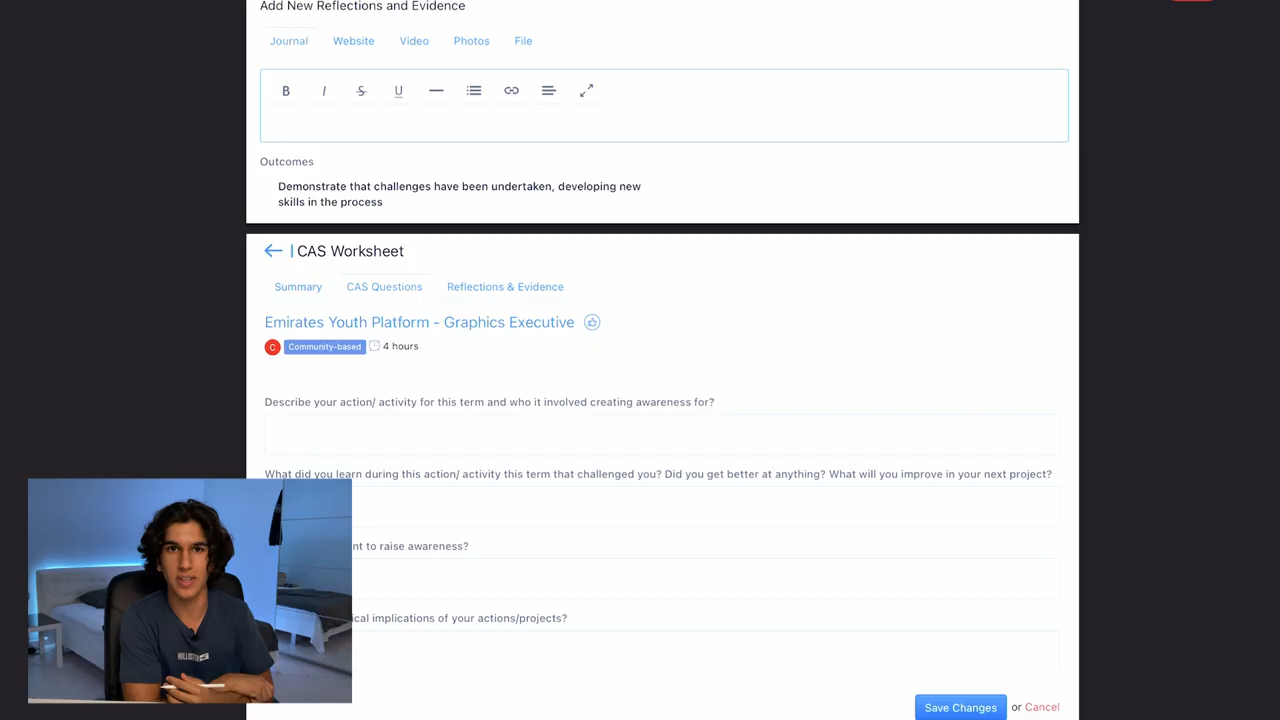 Add New Reflections and Evidence
Journal Website Video Photos File
B I S U
Outcomes
Demonstrate that challenges have been undertaken, developing new
skills in the process
CAS Worksheet
Summary CAS Questions Reflections & Evidence
Emirates Youth Platform - Graphics Executive
C Community-based 4 hours
Describe your action/ activity for this term and who it involved creating awareness for?
What did you learn during this action/ activity this term that challenged you? Did you get better at anything? What will you improve in your next project?
to raise awareness?
implications of your actions/projects?
HOLLISTER
Save Changes or Cancel